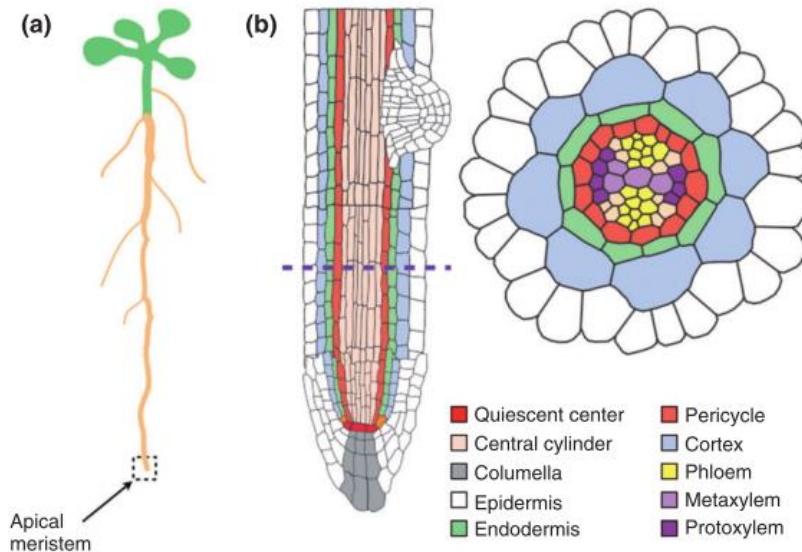 (a)
(b)
Apical
meristem
Quiescent center
Central cylinder
Columella
Epidermis
Endodermis
Pericycle
Cortex
Phloem
Metaxylem
Protoxylem